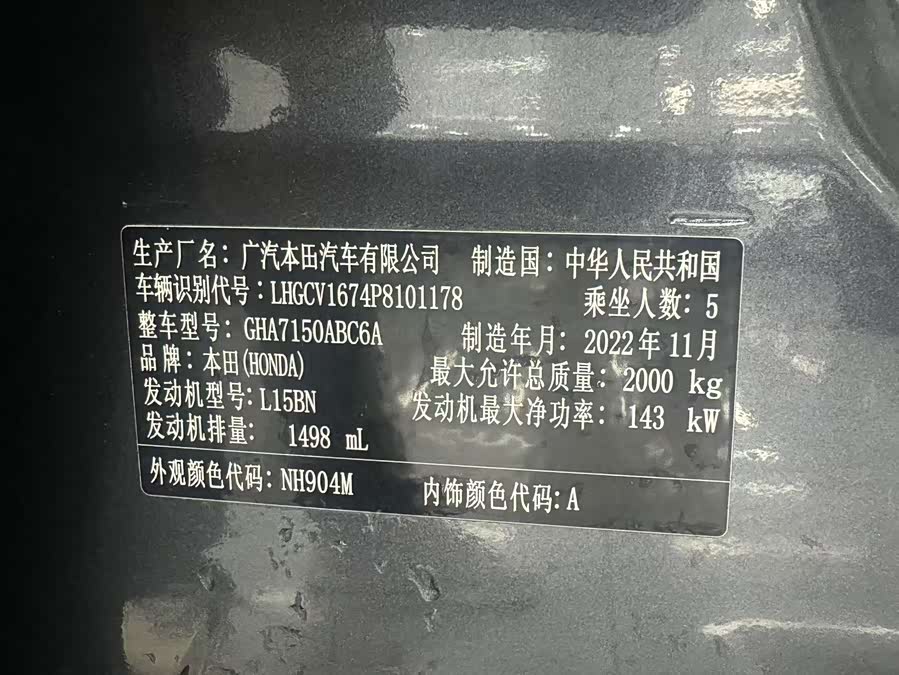 生产厂名：广汽本田汽车有限公司 制造国：中华人民共和国
车辆识别代号：LHGCV1674P8101178 乘坐人数：5
整车型号：GHA7150ABC6A 制造年月：2022年11月
品牌：本田(HONDA) 最大允许总质量：2000 kg
发动机型号：L15BN 发动机最大净功率：143 kW
发动机排量： 1498 mL
外观颜色代码：NH904M 内饰颜色代码：A